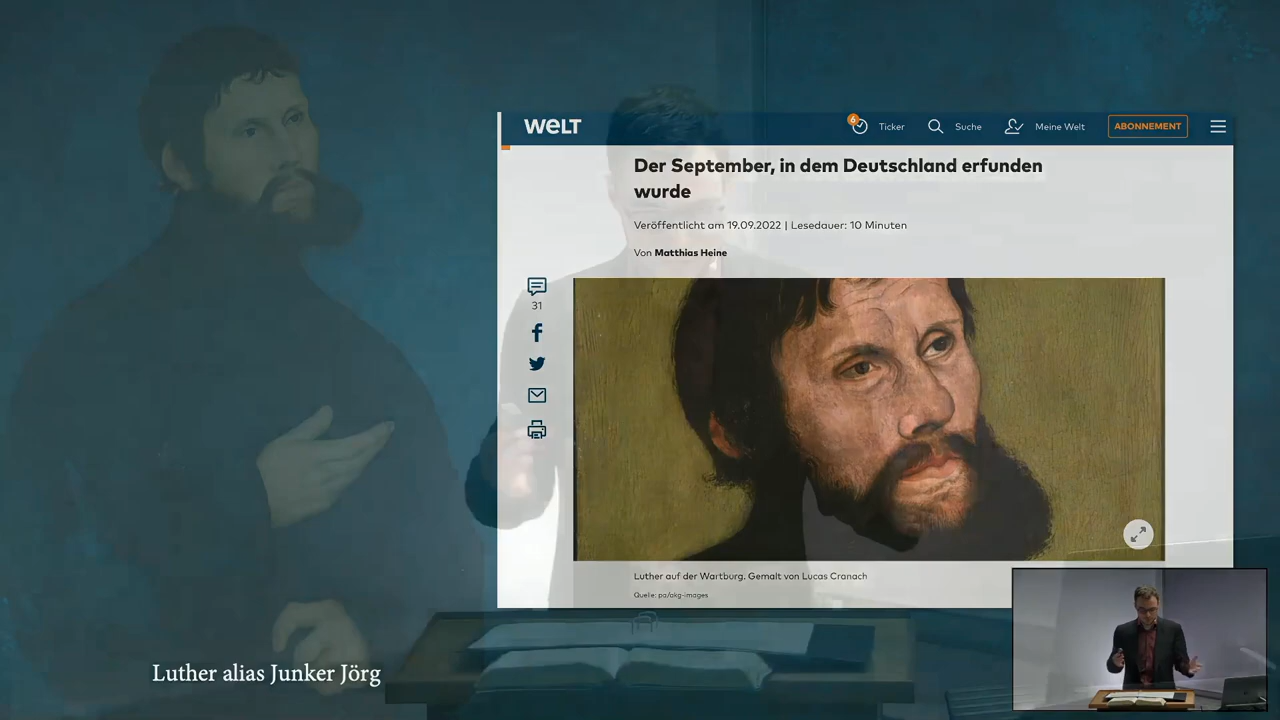 WELT
6
Ticker
Suche
Meine Welt
ABONNEMENT
Der September, in dem Deutschland erfunden
wurde
Veröffentlicht am 19.09.2022 | Lesedauer: 10 Minuten
Von Matthias Heine
31
Luther auf der Wartburg. Gemalt von Lucas Cranach
Quelle: pa/akg-images
Luther alias Junker Jörg